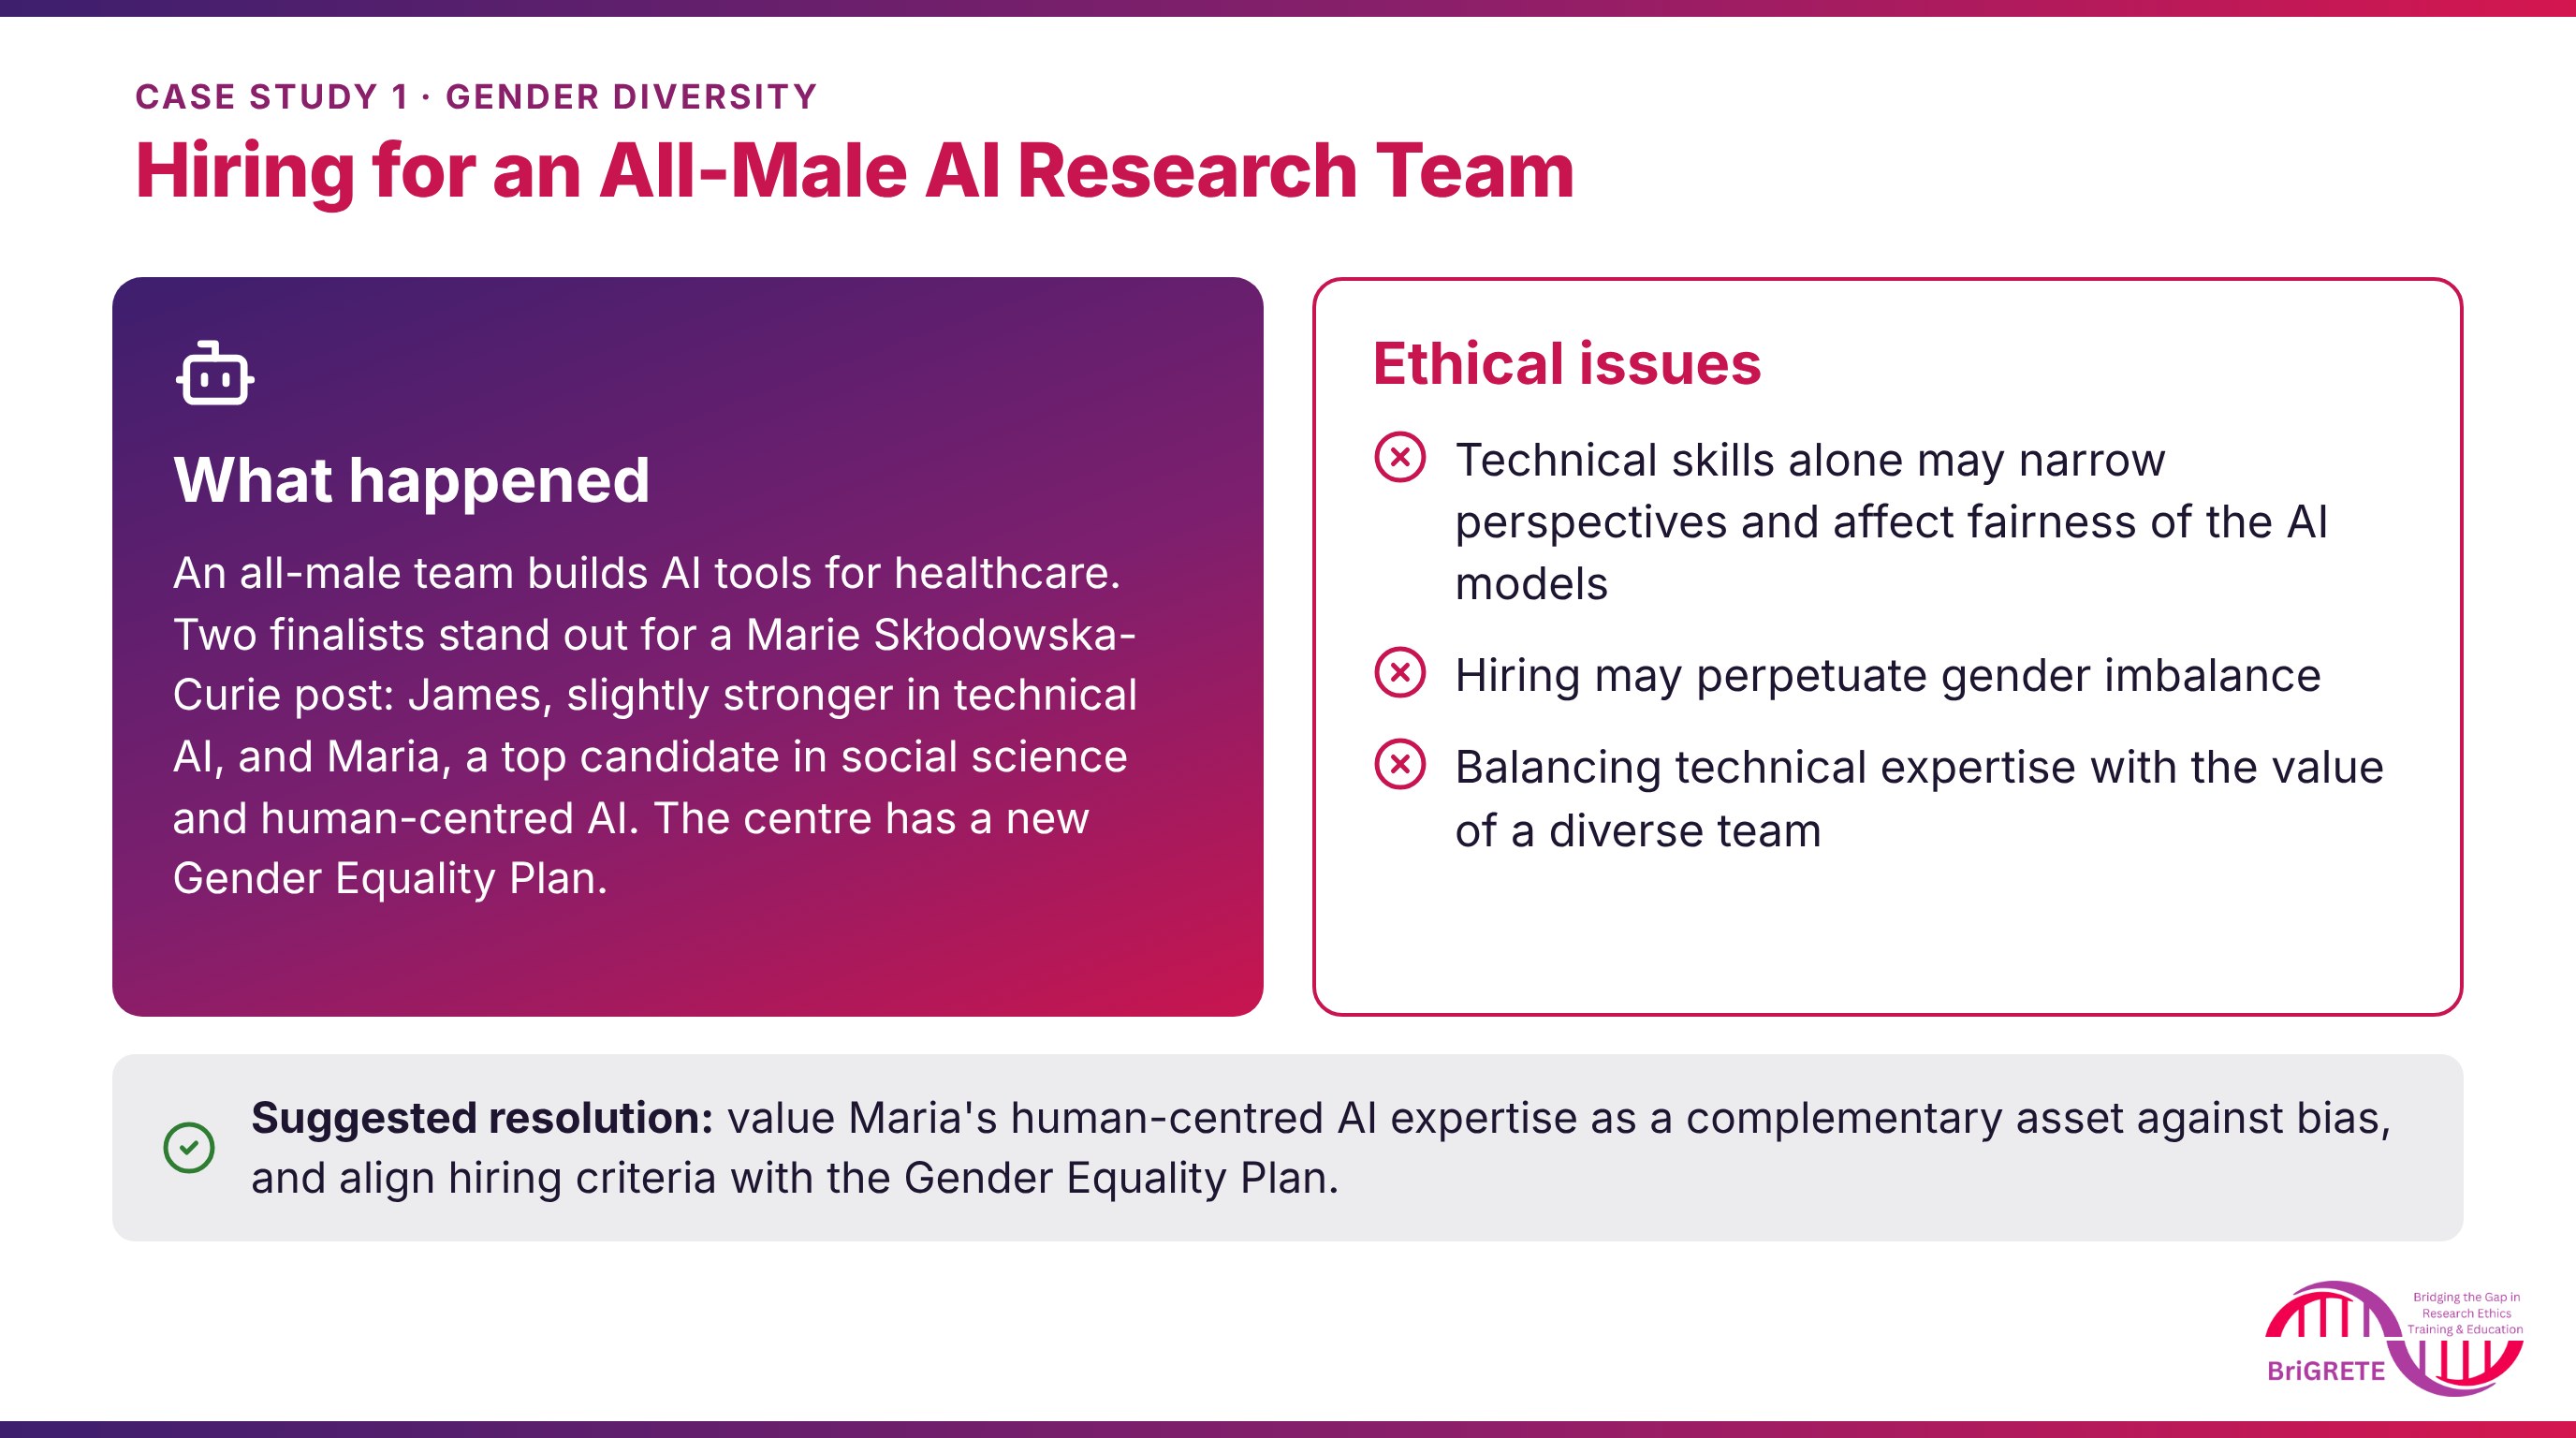 CASE STUDY 1 · GENDER DIVERSITY
Hiring for an All-Male AI Research Team
What happened
An all-male team builds AI tools for healthcare.
Two finalists stand out for a Marie Skłodowska-
Curie post: James, slightly stronger in technical
AI, and Maria, a top candidate in social science
and human-centred AI. The centre has a new
Gender Equality Plan.
Ethical issues
Technical skills alone may narrow
perspectives and affect fairness of the AI
models
Hiring may perpetuate gender imbalance
Balancing technical expertise with the value
of a diverse team
Suggested resolution: value Maria's human-centred AI expertise as a complementary asset against bias,
and align hiring criteria with the Gender Equality Plan.
Bridging the Gap in
Research Ethics
Training & Education
BriGRETE